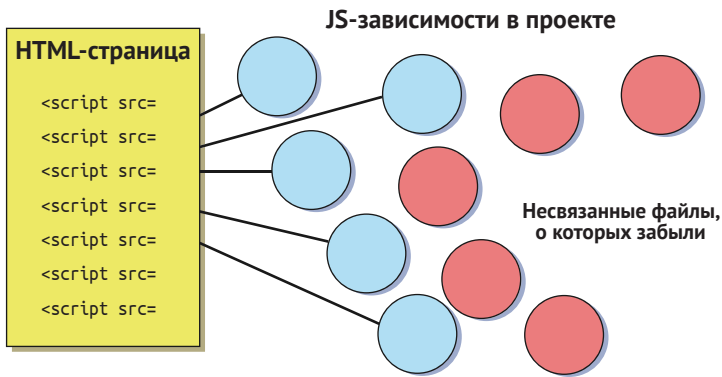 JS-зависимости в проекте
HTML-страница
<script src=
<script src=
<script src=
<script src=
<script src=
<script src=
<script src=
Несвязанные файлы,
о которых забыли